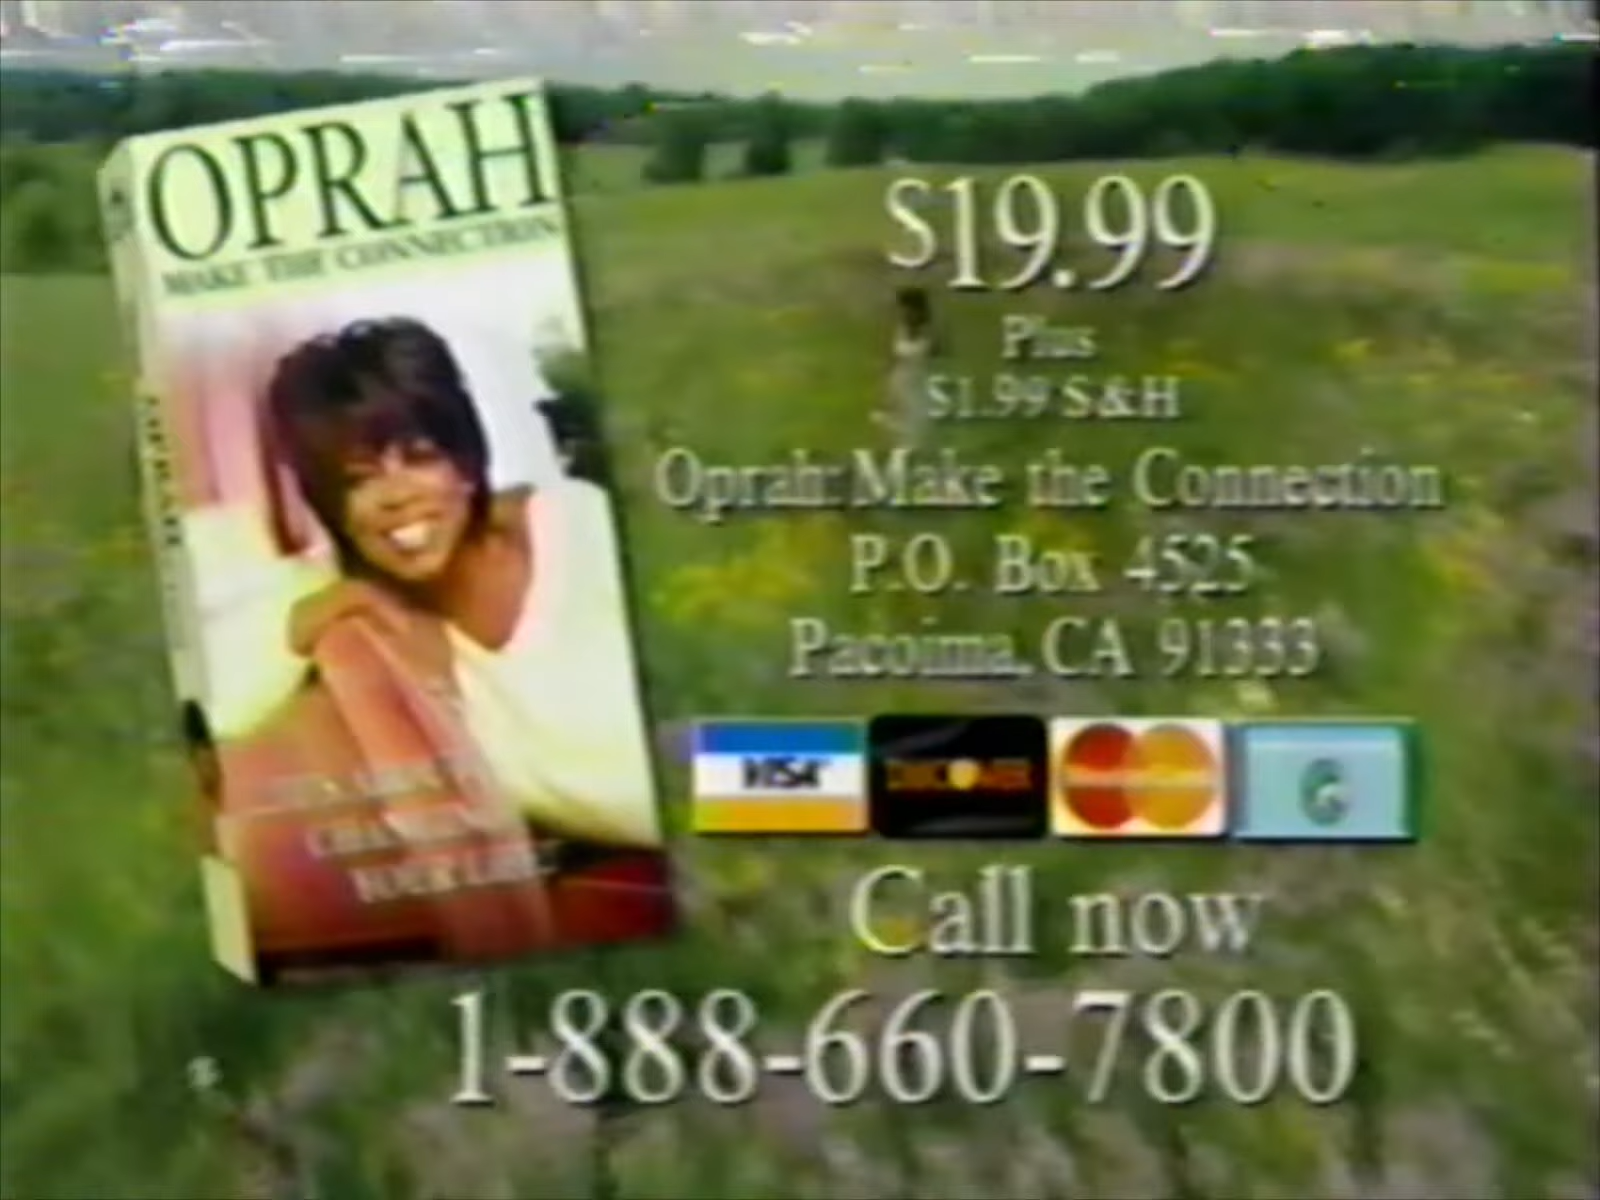 OPRAH
MAKE THE CONNECTION
$19.99
Plus
$1.99 S&H
Oprah: Make the Connection
P.O. Box 4525
Pacoima, CA 91333
VISA
DISCOVER
Call now
1-888-660-7800